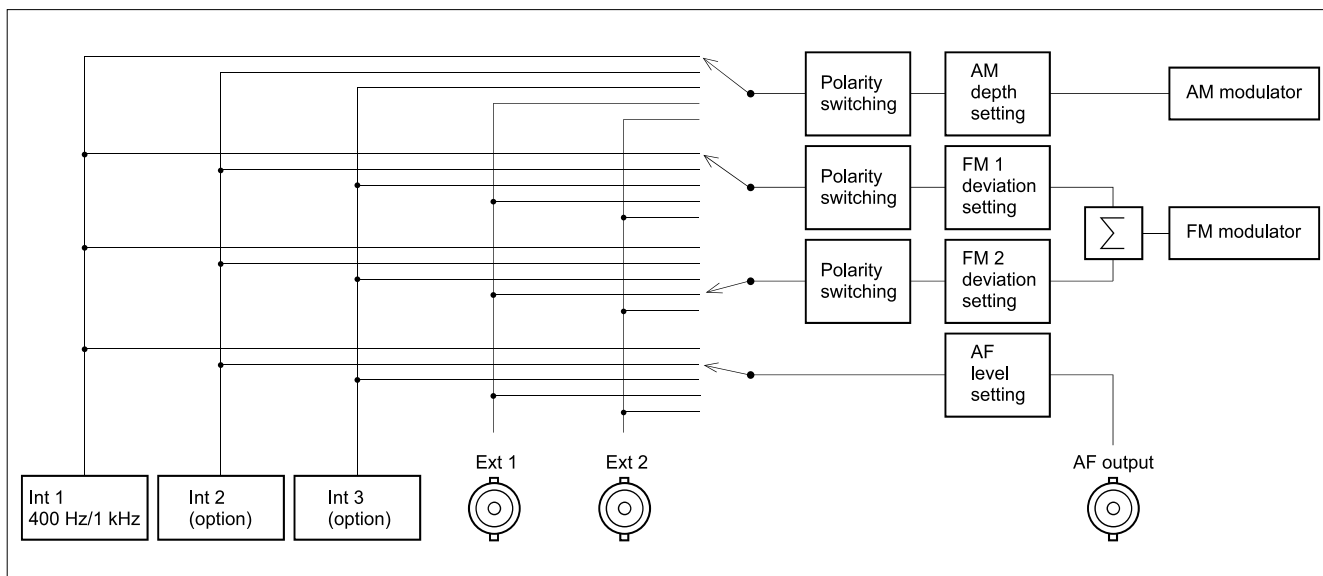 Polarity
switching
AM
depth
setting
AM modulator
Polarity
switching
FM 1
deviation
setting
Σ
FM modulator
Polarity
switching
FM 2
deviation
setting
AF
level
setting
Int 1
400 Hz/1 kHz
Int 2
(option)
Int 3
(option)
Ext 1
Ext 2
AF output